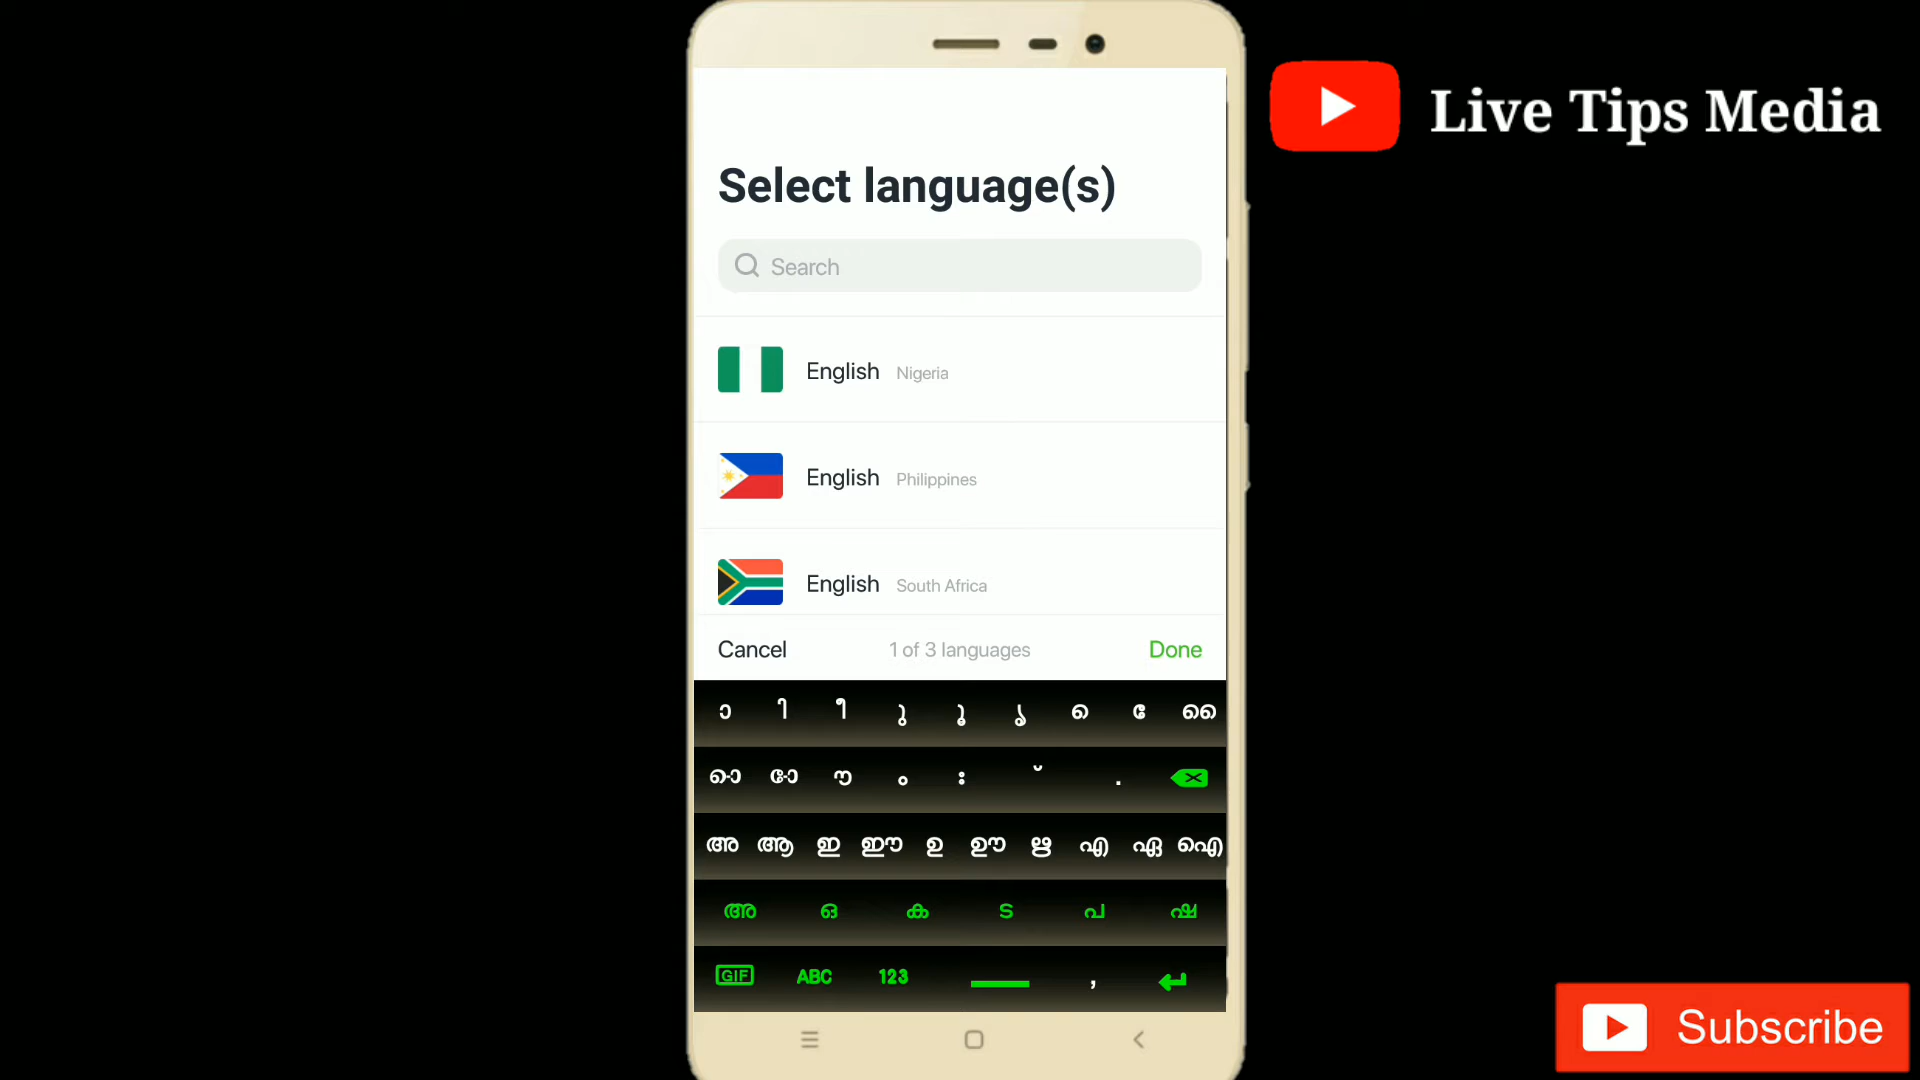 Live Tips Media
Select language(s)
Search
English Nigeria
English Philippines
English South Africa
Cancel 1 of 3 languages Done
ാ ി ീ ു ൂ ൃ െ േ ൈ
ൊ ോ ൗ ം ഃ ് .
അ ആ ഇ ഈ ഉ ഊ ഋ എ ഏ ഐ
അ ഒ ക ട പ ഷ
GIF ABC 123 ,
Subscribe